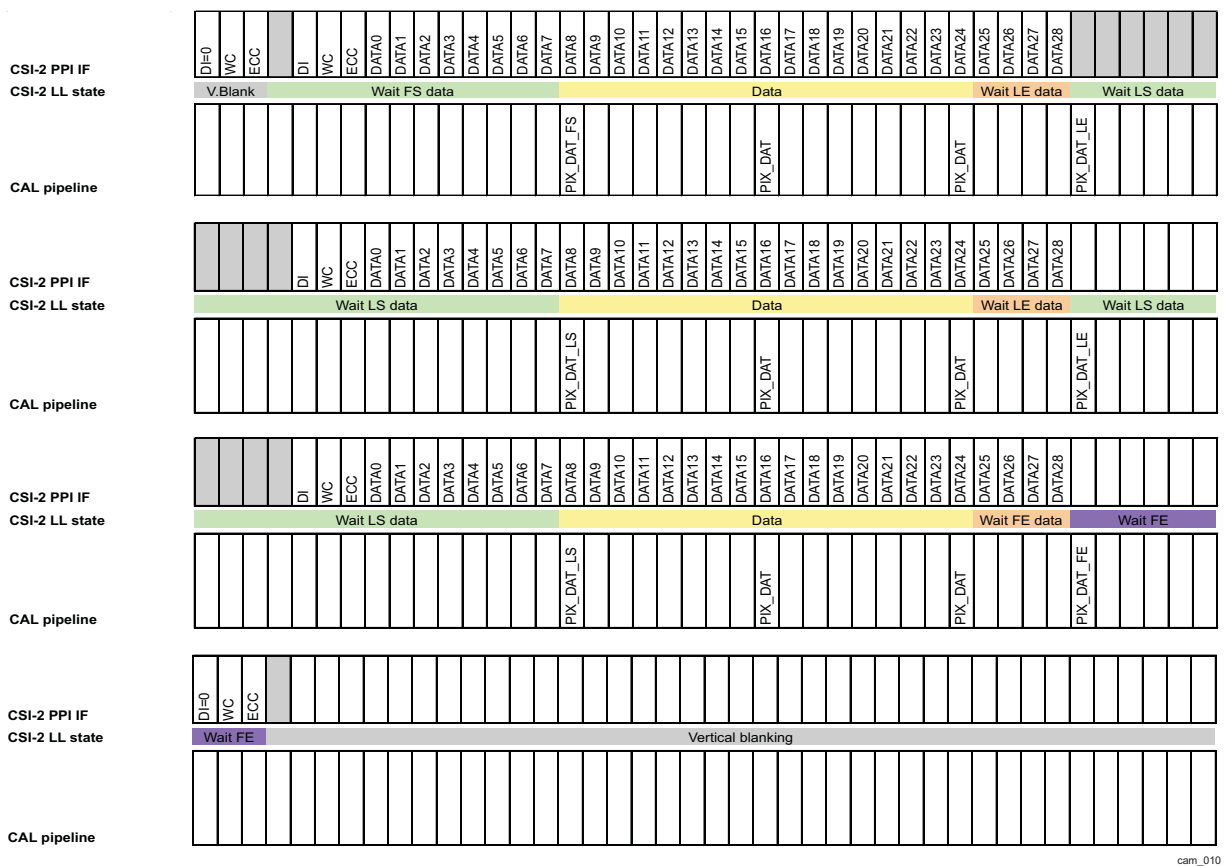 DI=0 WC ECC DI WC ECC DATA0 DATA1 DATA2 DATA3 DATA4 DATA5 DATA6 DATA7 DATA8 DATA9 DATA10 DATA11 DATA12 DATA13 DATA14 DATA15 DATA16 DATA17 DATA18 DATA19 DATA20 DATA21 DATA22 DATA23 DATA24 DATA25 DATA26 DATA27 DATA28
CSI-2 PPI IF
CSI-2 LL state V.Blank Wait FS data Data Wait LE data Wait LS data
PIX_DAT_FS PIX_DAT PIX_DAT PIX_DAT_LE
CAL pipeline
DI WC ECC DATA0 DATA1 DATA2 DATA3 DATA4 DATA5 DATA6 DATA7 DATA8 DATA9 DATA10 DATA11 DATA12 DATA13 DATA14 DATA15 DATA16 DATA17 DATA18 DATA19 DATA20 DATA21 DATA22 DATA23 DATA24 DATA25 DATA26 DATA27 DATA28
CSI-2 PPI IF
CSI-2 LL state Wait LS data Data Wait LE data Wait LS data
PIX_DAT_LS PIX_DAT PIX_DAT PIX_DAT_LE
CAL pipeline
DI WC ECC DATA0 DATA1 DATA2 DATA3 DATA4 DATA5 DATA6 DATA7 DATA8 DATA9 DATA10 DATA11 DATA12 DATA13 DATA14 DATA15 DATA16 DATA17 DATA18 DATA19 DATA20 DATA21 DATA22 DATA23 DATA24 DATA25 DATA26 DATA27 DATA28
CSI-2 PPI IF
CSI-2 LL state Wait LS data Data Wait FE data Wait FE
PIX_DAT_LS PIX_DAT PIX_DAT PIX_DAT_FE
CAL pipeline
DI=0 WC ECC
CSI-2 PPI IF
CSI-2 LL state Wait FE Vertical blanking
CAL pipeline
cam_010